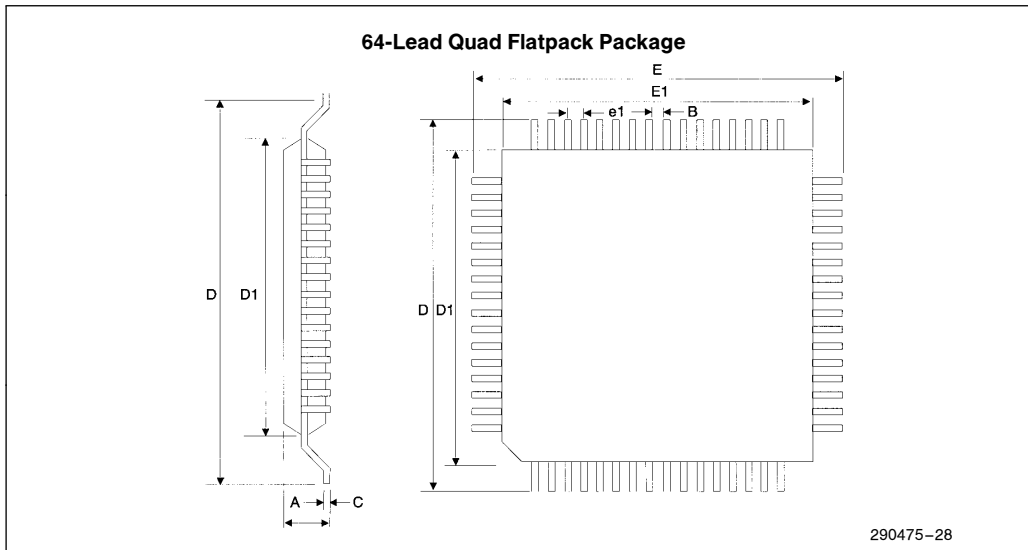 64-Lead Quad Flatpack Package
E
E1
e1
B
D
D1
D
D1
A
C
290475–28